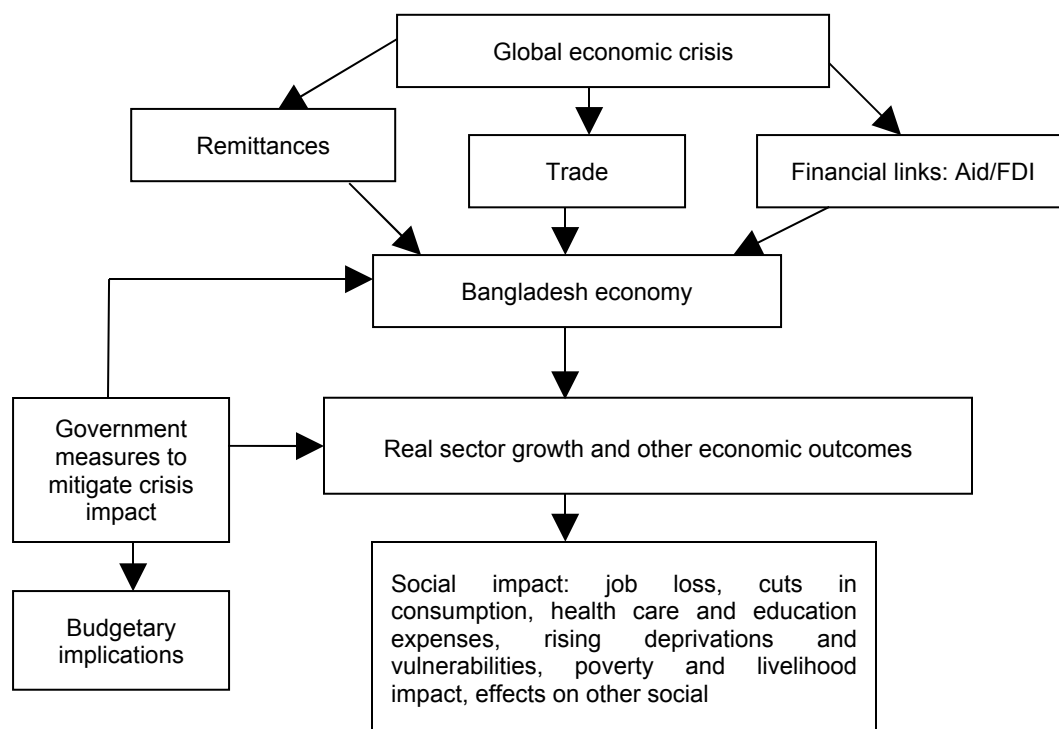 Global economic crisis
Remittances
Trade
Financial links: Aid/FDI
Bangladesh economy
Government
measures to
mitigate crisis
impact
Real sector growth and other economic outcomes
Budgetary
implications
Social impact: job loss, cuts in
consumption, health care and education
expenses, rising deprivations and
vulnerabilities, poverty and livelihood
impact, effects on other social